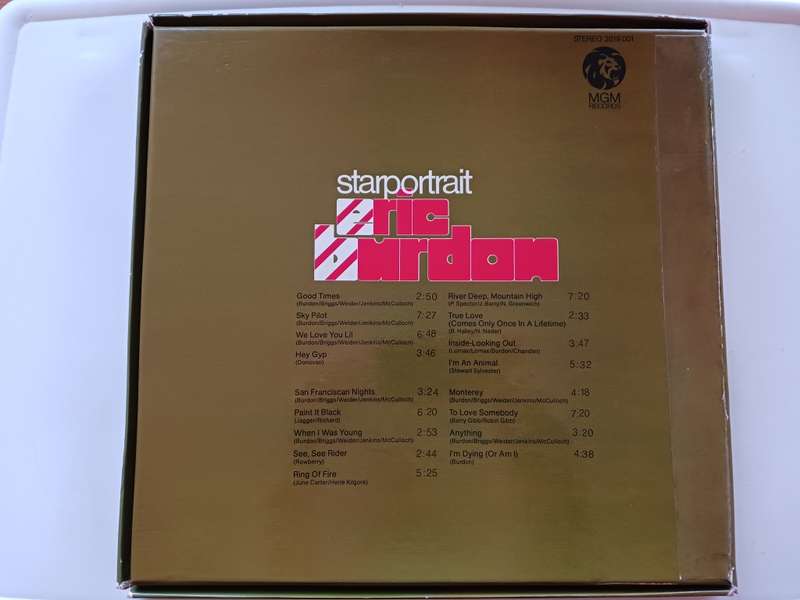 STEREO 2619 001
MGM
RECORDS
starportrait
eric
burdon
Good Times 2:50
(Burdon/Briggs/Weider/Jenkins/McCulloch)
Sky Pilot 7:27
(Burdon/Briggs/Weider/Jenkins/McCulloch)
We Love You Lil 6:48
(Burdon/Briggs/Weider/Jenkins/McCulloch)
Hey Gyp 3:46
(Donovan)
San Franciscan Nights 3:24
(Burdon/Briggs/Weider/Jenkins/McCulloch)
Paint It Black 6:20
(Jagger/Richard)
When I Was Young 2:53
(Burdon/Briggs/Weider/Jenkins/McCulloch)
See, See Rider 2:44
(Rowberry)
Ring Of Fire 5:25
(June Carter/Merle Kilgore)
River Deep, Mountain High 7:20
(P. Spector/J. Barry/N. Greenwich)
True Love 2:33
(Comes Only Once In A Lifetime)
(B. Halley/N. Nader)
Inside-Looking Out 3:47
(Lomax/Lomax/Burdon/Chandler)
I'm An Animal 5:32
(Stewart Sylvester)
Monterey 4:18
(Burdon/Briggs/Weider/Jenkins/McCulloch)
To Love Somebody 7:20
(Barry Gibb/Robin Gibb)
Anything 3:20
(Burdon/Briggs/Weider/Jenkins/McCulloch)
I'm Dying (Or Am I) 4:38
(Burdon)